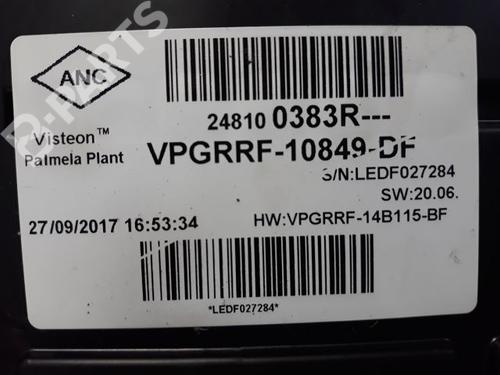 ANC
Visteon™
Palmela Plant
24810 0383R---
VPGRRF-10849-DF
S/N:LEDF027284
SW:20.06.
27/09/2017 16:53:34
HW:VPGRRF-14B115-BF
*LEDF027284*
R-PARTS